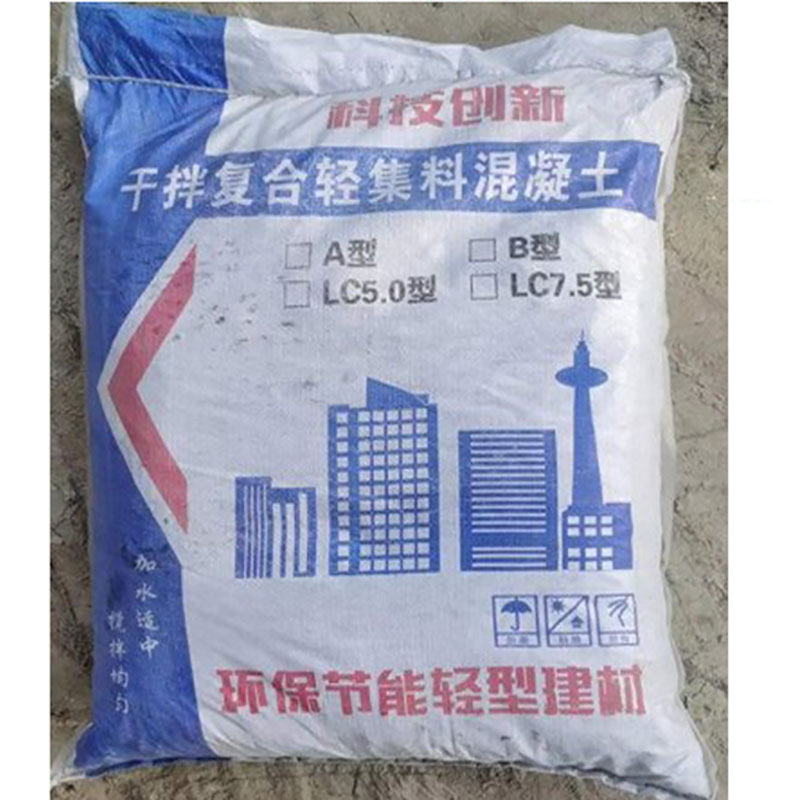 科技创新
干拌复合轻集料混凝土
A型
B型
LC5.0型
LC7.5型
加水适中
搅拌均匀
环保节能轻型建材